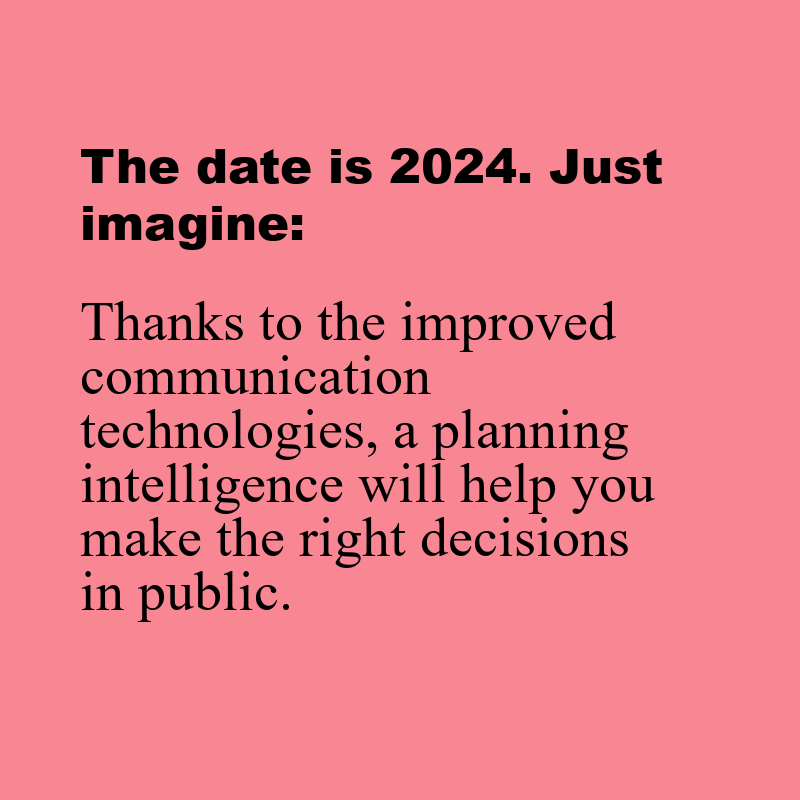 The date is 2024. Just
imagine:
Thanks to the improved
communication
technologies, a planning
intelligence will help you
make the right decisions
in public.